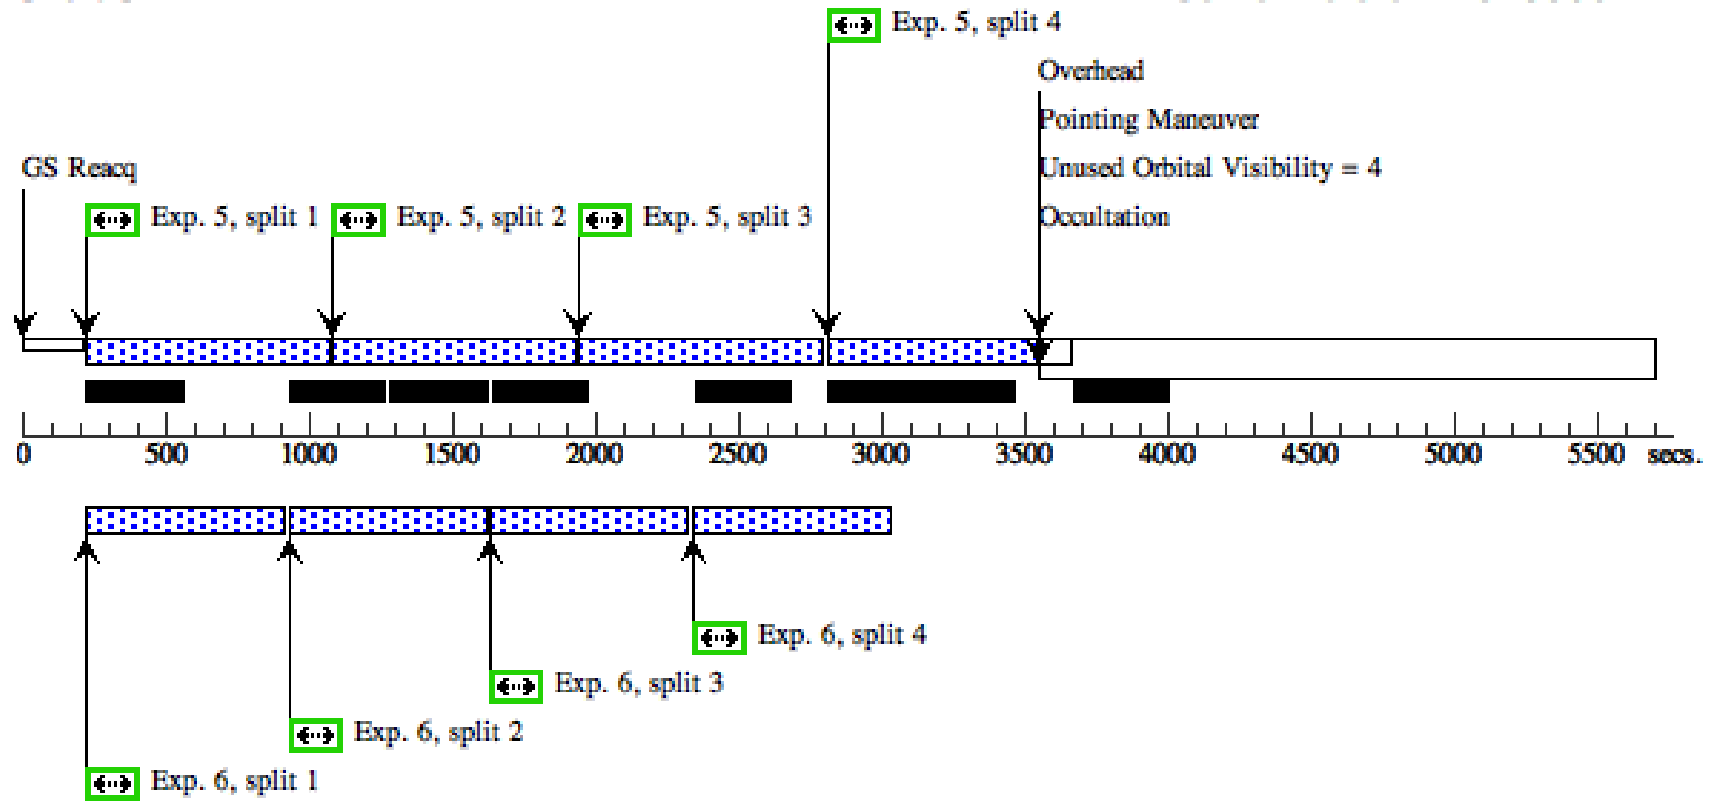 Exp. 5, split 4
Overhead
Pointing Maneuver
GS Reacq
Unused Orbital Visibility = 4
Exp. 5, split 1
Exp. 5, split 2
Exp. 5, split 3
Occultation
0 500 1000 1500 2000 2500 3000 3500 4000 4500 5000 5500 secs.
Exp. 6, split 4
Exp. 6, split 3
Exp. 6, split 2
Exp. 6, split 1